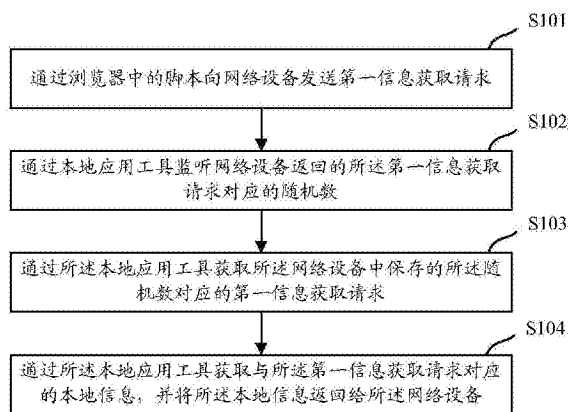 S101
通过浏览器中的脚本向网络设备发送第一信息获取请求
S102
通过本地应用工具监听网络设备返回的所述第一信息获取
请求对应的随机数
S103
通过所述本地应用工具获取所述网络设备中保存的所述随
机数对应的第一信息获取请求
S104
通过所述本地应用工具获取与所述第一信息获取请求对应
的本地信息，并将所述本地信息返回给所述网络设备